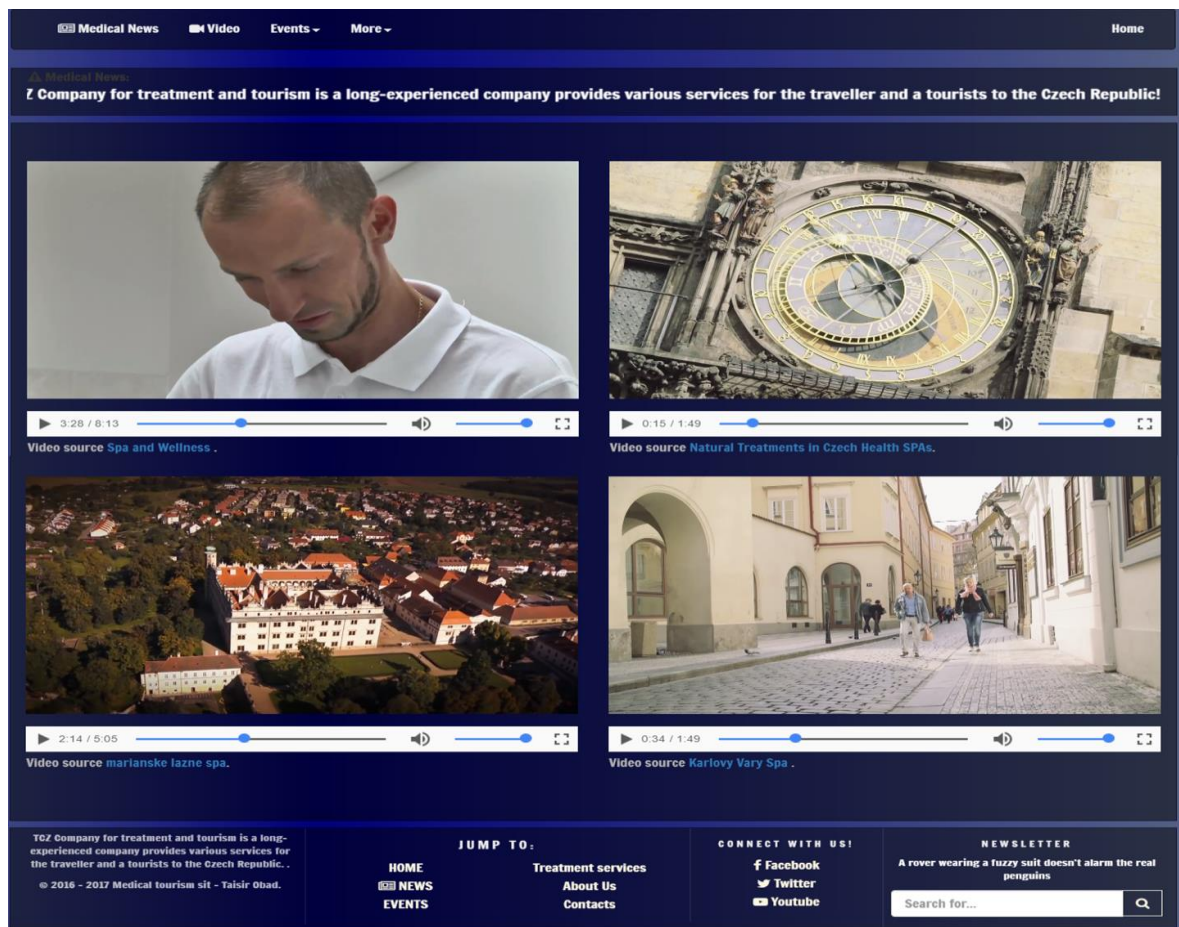 Medical News Video Events More Home
Medical News:
Company for treatment and tourism is a long-experienced company provides various services for the traveller and a tourists to the Czech Republic!
3:28 / 8:13
0:15 / 1:49
Video source Spa and Wellness .
Video source Natural Treatments in Czech Health SPAs.
2:14 / 5:05
0:34 / 1:49
Video source marianske lazne spa.
Video source Karlovy Vary Spa .
TCZ Company for treatment and tourism is a long-
experienced company provides various services for
the traveller and a tourists to the Czech Republic. .
© 2016 - 2017 Medical tourism sit - Taisir Obad.
JUMP TO:
HOME
NEWS
EVENTS
Treatment services
About Us
Contacts
CONNECT WITH US!
Facebook
Twitter
Youtube
NEWSLETTER
A rover wearing a fuzzy suit doesn't alarm the real
penguins
Search for...